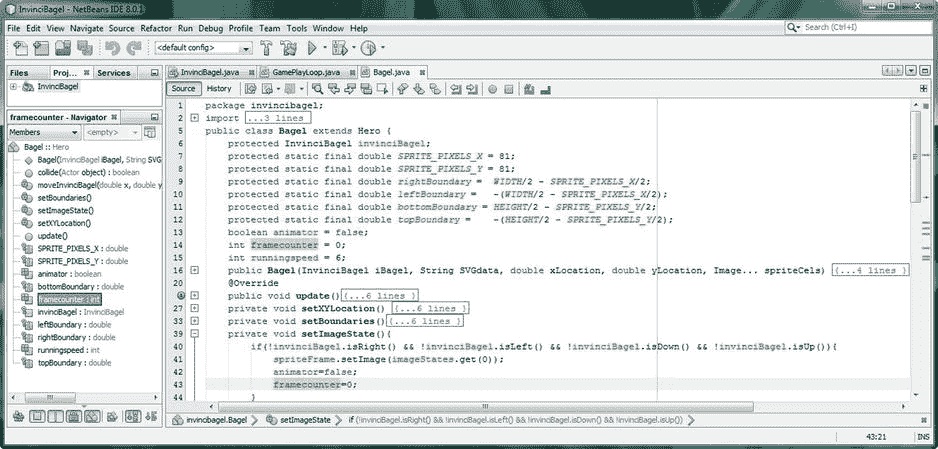 InvinciBagel - NetBeans IDE 8.0.1
File Edit View Navigate Source Refactor Run Debug Profile Team Tools Window Help
Search (Ctrl+I)
<default config>
Files Proj... Services
InvinciBagel
framecounter - Navigator
Members <empty>
Bagel :: Hero
Bagel(InvinciBagel iBagel, String SVG
collide(Actor object) : boolean
moveInvinciBagel(double x, double y
setBoundaries()
setImageState()
setXYLocation()
update()
SPRITE_PIXELS_X : double
SPRITE_PIXELS_Y : double
animator : boolean
bottomBoundary : double
framecounter : int
invinciBagel : InvinciBagel
leftBoundary : double
rightBoundary : double
runningspeed : int
topBoundary : double
InvinciBagel.java GamePlayLoop.java Bagel.java
Source History
1 package invincibagel;
2 import ...3 lines
5 public class Bagel extends Hero {
6 protected InvinciBagel invinciBagel;
7 protected static final double SPRITE_PIXELS_X = 81;
8 protected static final double SPRITE_PIXELS_Y = 81;
9 protected static final double rightBoundary = WIDTH/2 - SPRITE_PIXELS_X/2;
10 protected static final double leftBoundary = -(WIDTH/2 - SPRITE_PIXELS_X/2);
11 protected static final double bottomBoundary = HEIGHT/2 - SPRITE_PIXELS_Y/2;
12 protected static final double topBoundary = -(HEIGHT/2 - SPRITE_PIXELS_Y/2);
13 boolean animator = false;
14 int framecounter = 0;
15 int runningspeed = 6;
16 public Bagel(InvinciBagel iBagel, String SVGdata, double xLocation, double yLocation, Image... spriteCels) {...4 lines }
20 @Override
public void update(){...6 lines }
27 private void setXYLocation() {...6 lines }
33 private void setBoundaries(){...6 lines }
39 private void setImageState(){
40 if(!invinciBagel.isRight() && !invinciBagel.isLeft() && !invinciBagel.isDown() && !invinciBagel.isUp()){
41 spriteFrame.setImage(imageStates.get(0));
42 animator=false;
43 framecounter=0;
}
invincibagel.Bagel setImageState if (!invinciBagel.isRight() && !invinciBagel.isLeft() && !invinciBagel.isDown() && !invinciBagel.isUp())
43:21 INS